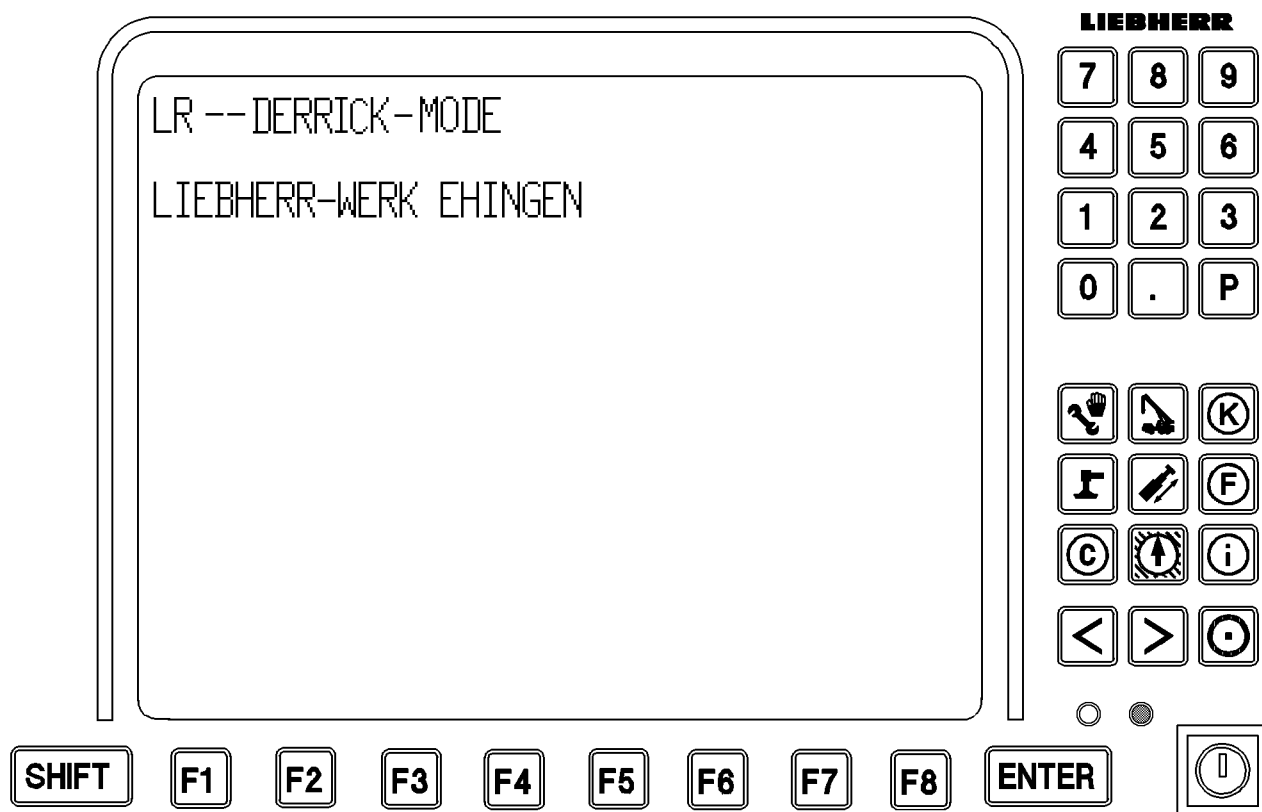 LIEBHERR
LR --DERRICK-MODE
LIEBHERR-WERK EHINGEN
7 8 9
4 5 6
1 2 3
0 . P
K
F
C i
< >
SHIFT F1 F2 F3 F4 F5 F6 F7 F8 ENTER